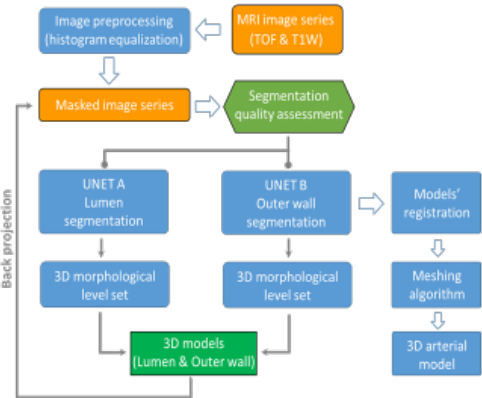 Image preprocessing
(histogram equalization)
MRI image series
(TOF & T1W)
Masked image series
Segmentation
quality assessment
UNET A
Lumen
segmentation
UNET B
Outer wall
segmentation
Models'
registration
3D morphological
level set
3D morphological
level set
Meshing
algorithm
3D models
(Lumen & Outer wall)
3D arterial
model
Back projection